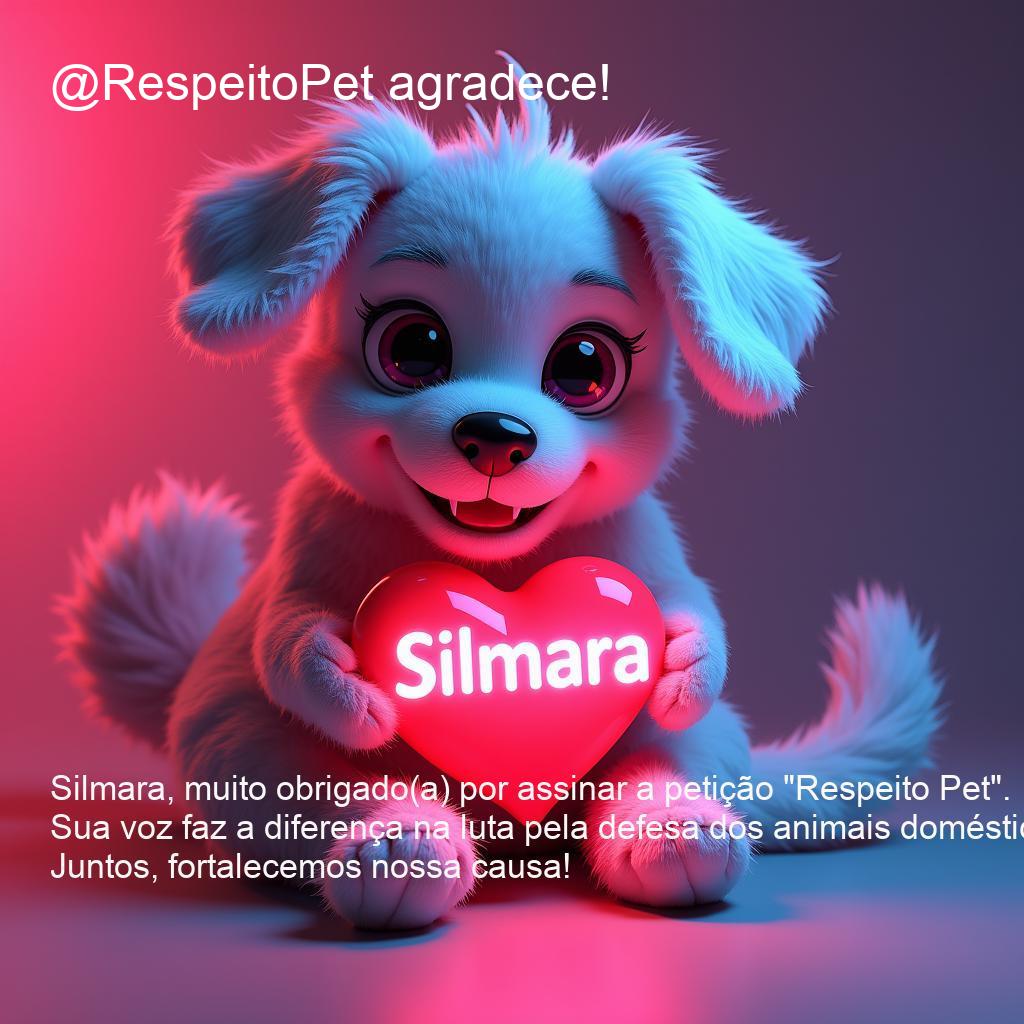 @RespeitoPet agradece!
Silmara
Silmara, muito obrigado(a) por assinar a petição "Respeito Pet".
Sua voz faz a diferença na luta pela defesa dos animais
Juntos, fortalecemos nossa causa!